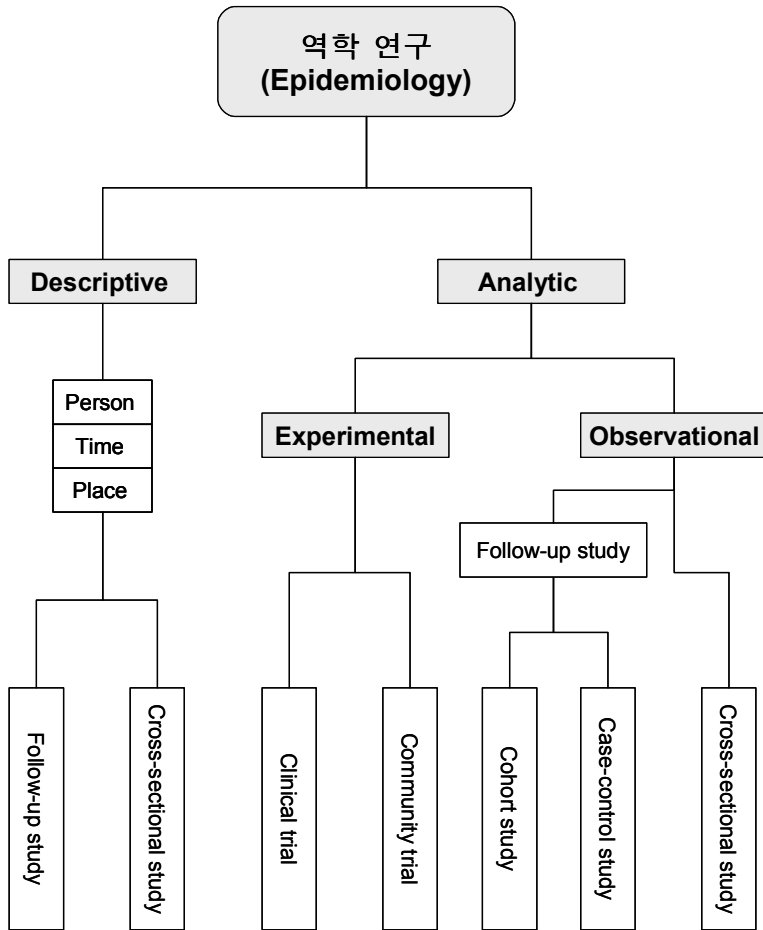 역학 연구
(Epidemiology)
Descriptive
Analytic
Person
Time
Place
Experimental
Observational
Follow-up study
Follow-up study
Cross-sectional study
Clinical trial
Community trial
Cohort study
Case-control study
Cross-sectional study